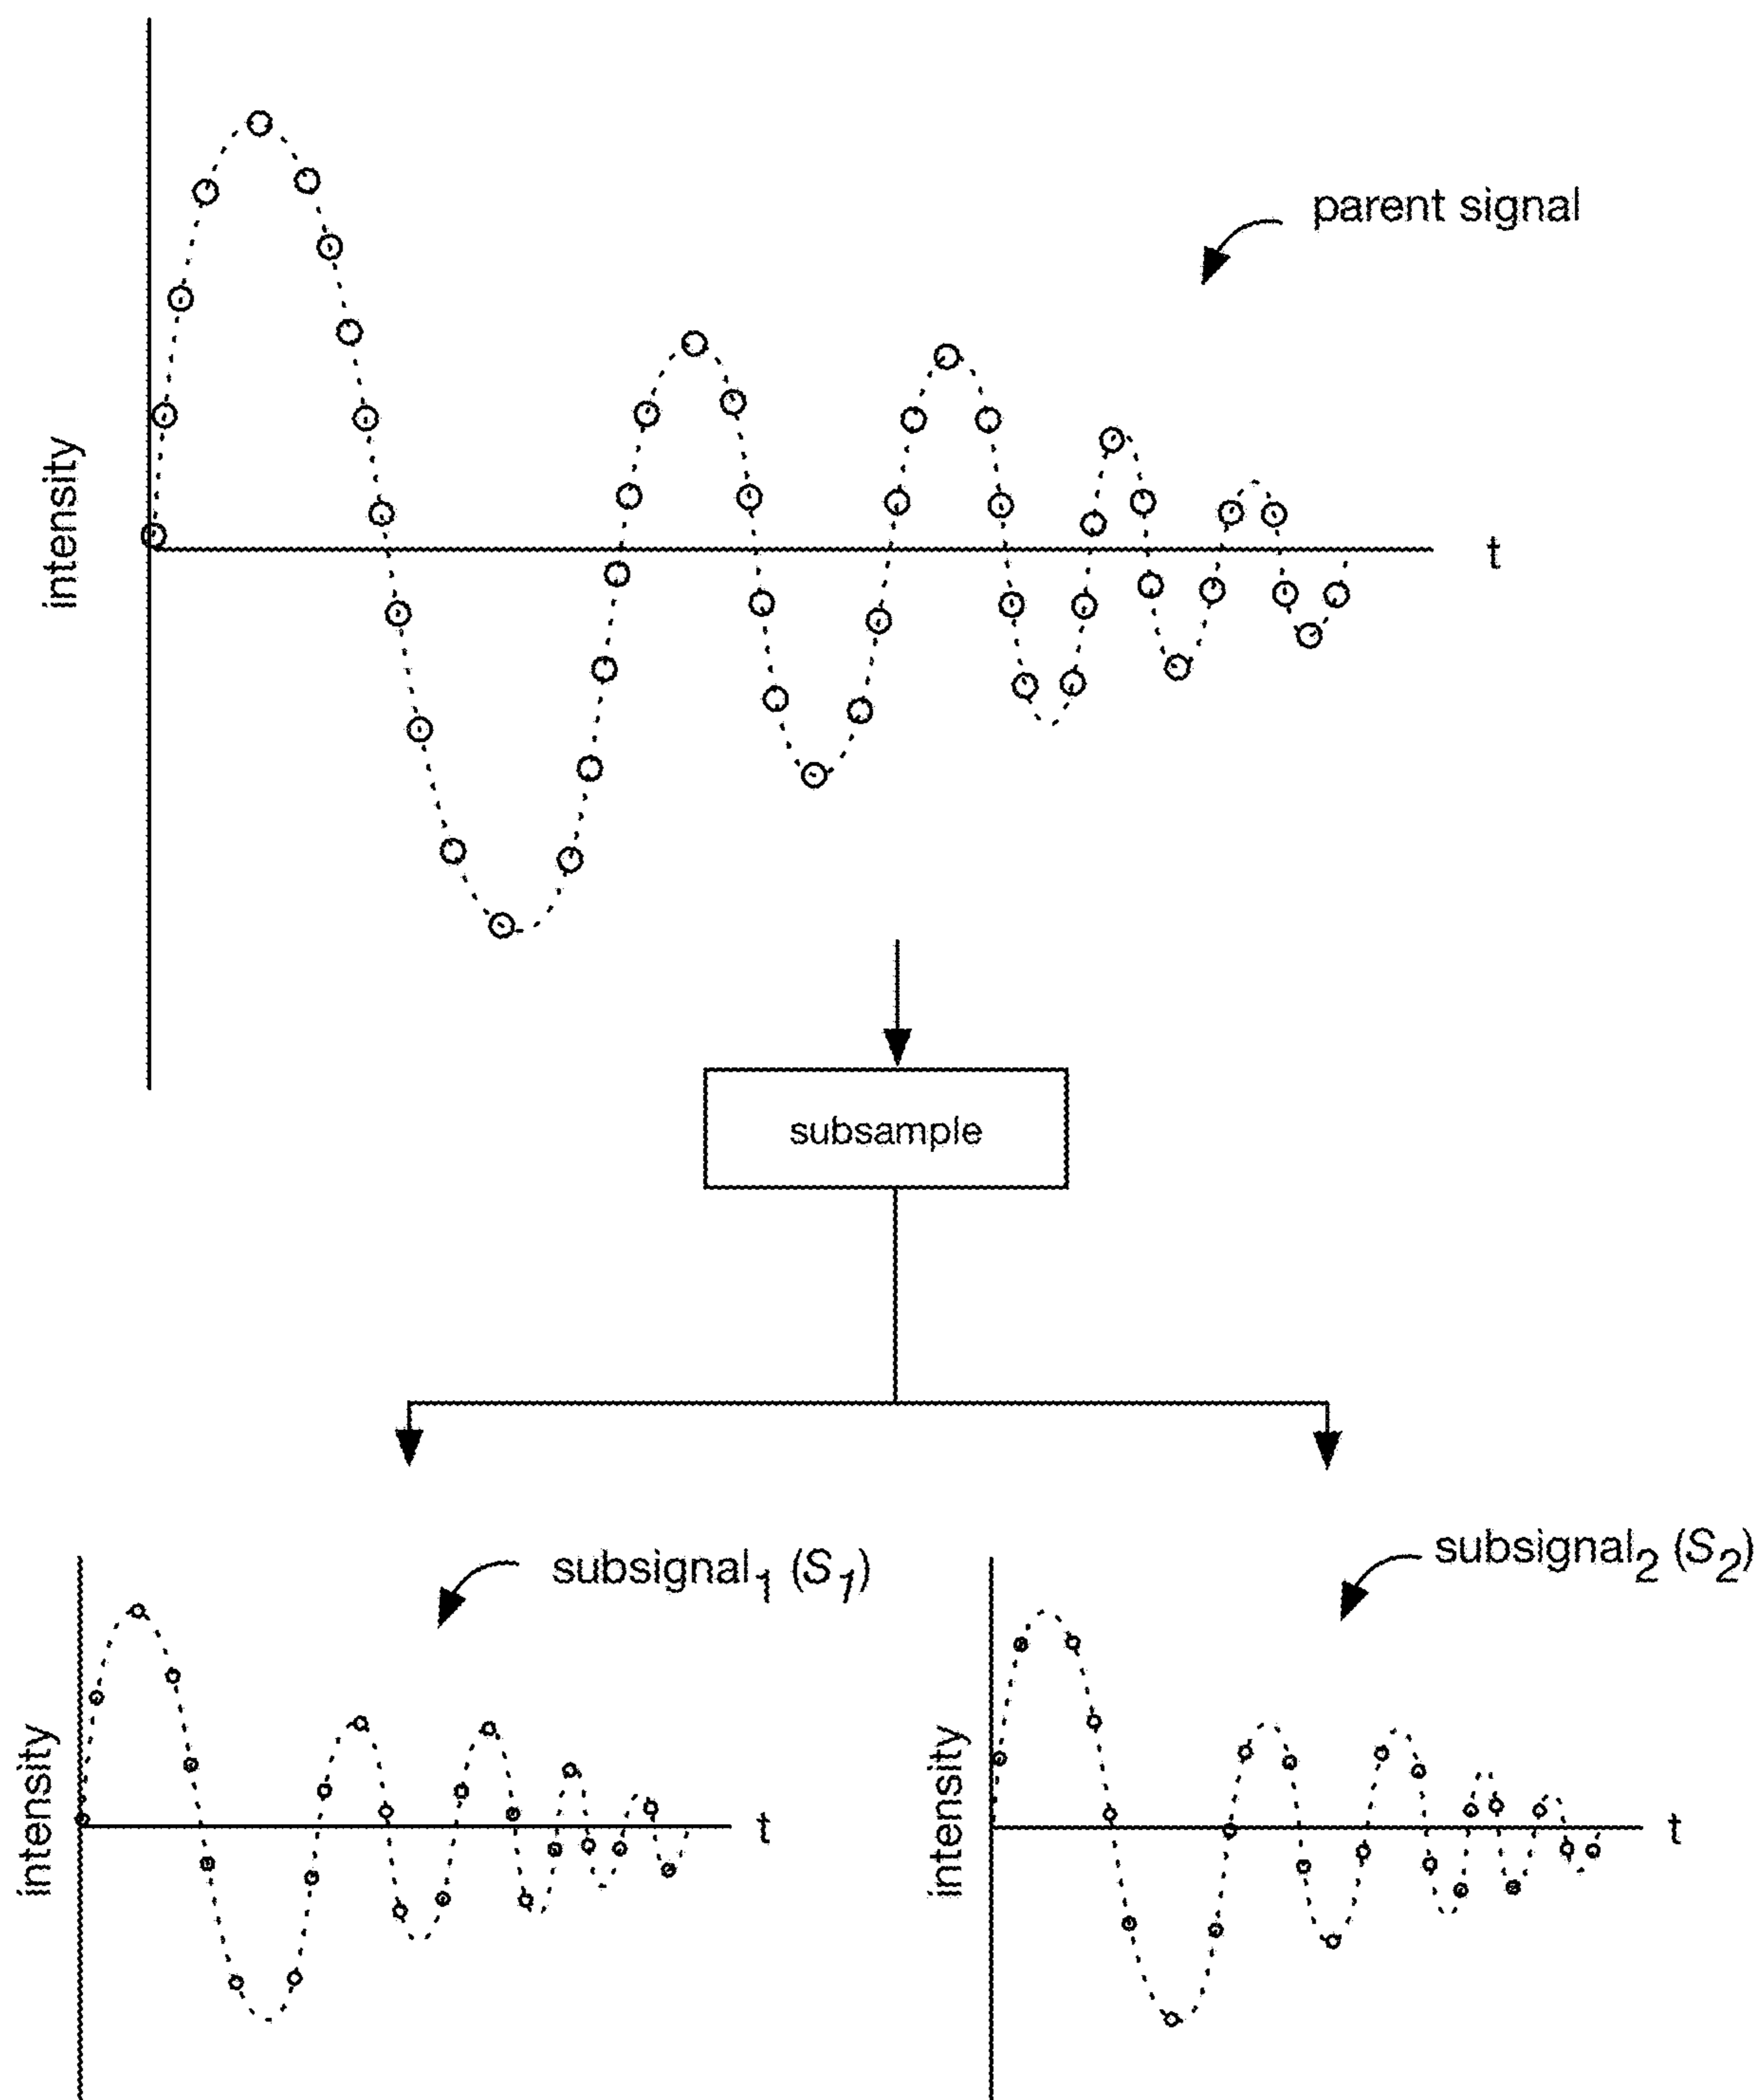 parent signal
intensity
t
subsample
subsignal₁ (S₁)
subsignal₂ (S₂)
intensity
t
intensity
t